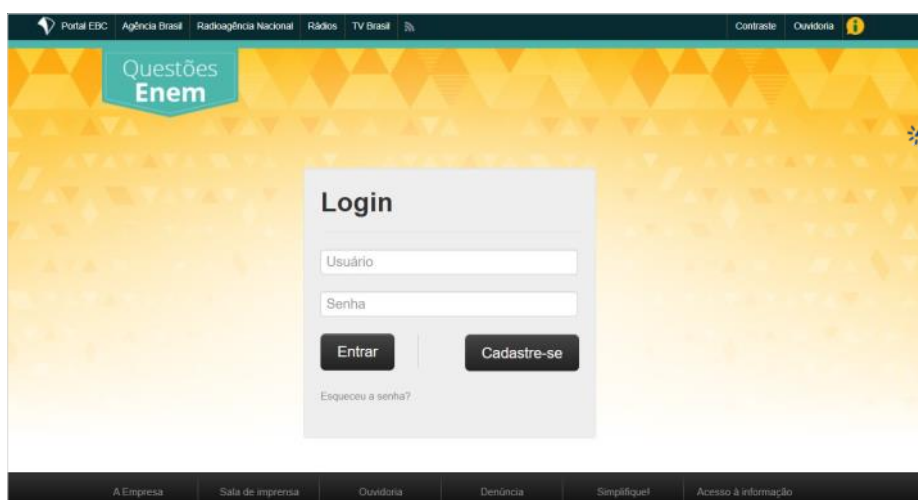 Portal EBC Agência Brasil Radioagência Nacional Rádios TV Brasil Contraste Ouvidoria i
Questões
Enem
Login
Usuário
Senha
Entrar Cadastre-se
Esqueceu a senha?
A Empresa Sala de imprensa Ouvidoria Denúncia Simplifique! Acesso à informação